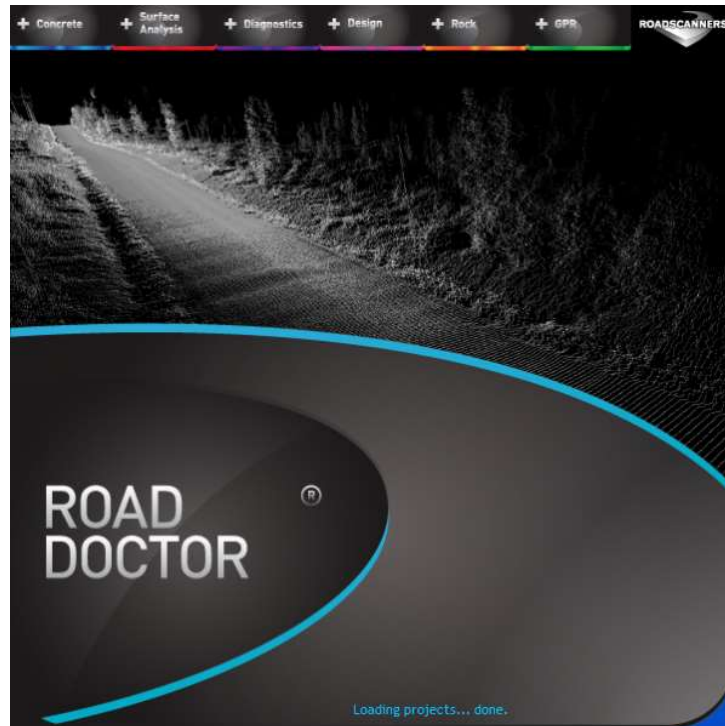 + Concrete
+ Surface
Analysis
+ Diagnostics
+ Design
+ Rock
+ GPR
ROADSCANNERS
ROAD ®
DOCTOR
Loading projects... done.